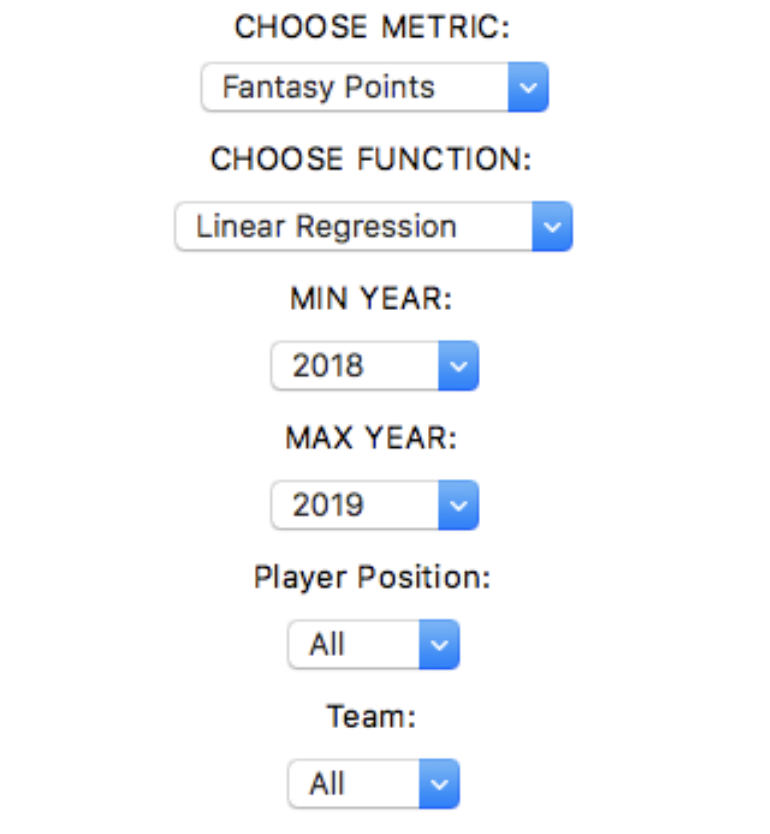 CHOOSE METRIC:
Fantasy Points
CHOOSE FUNCTION:
Linear Regression
MIN YEAR:
2018
MAX YEAR:
2019
Player Position:
All
Team:
All